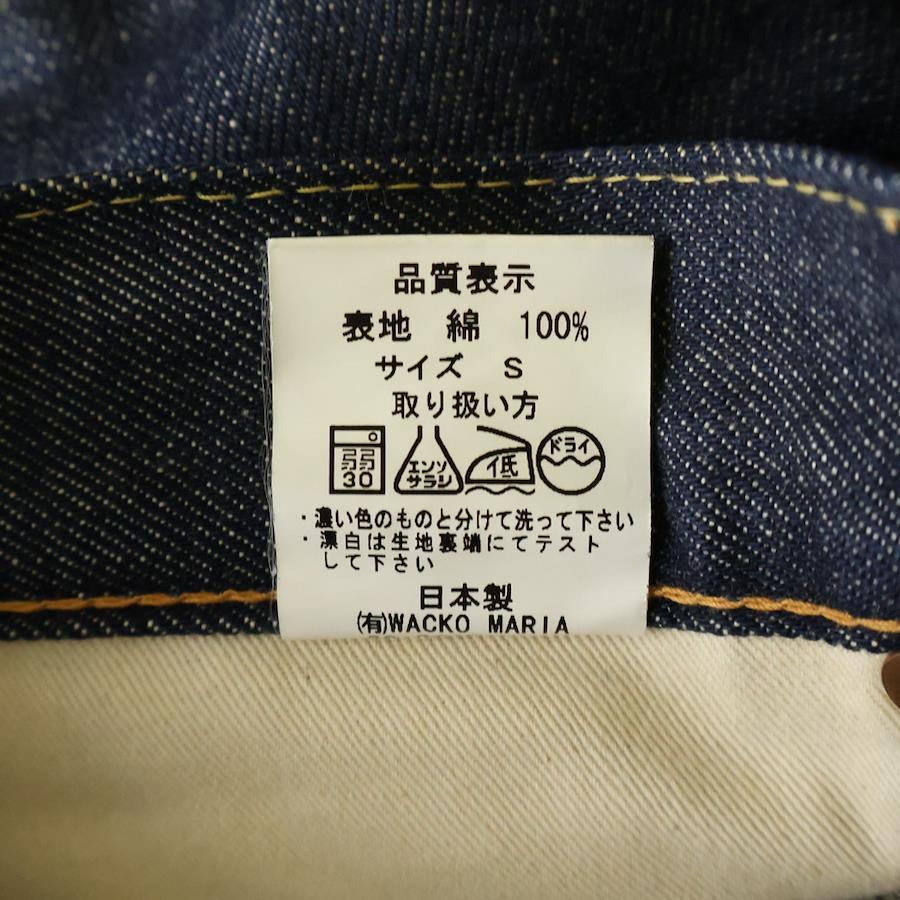 品質表示
表地 綿 100%
サイズ S
取り扱い方
弱 30 エンソサラシ 低 ドライ
・濃い色のものと分けて洗って下さい
・漂白は生地裏端にてテスト
して下さい
日本製
(有)WACKO MARIA